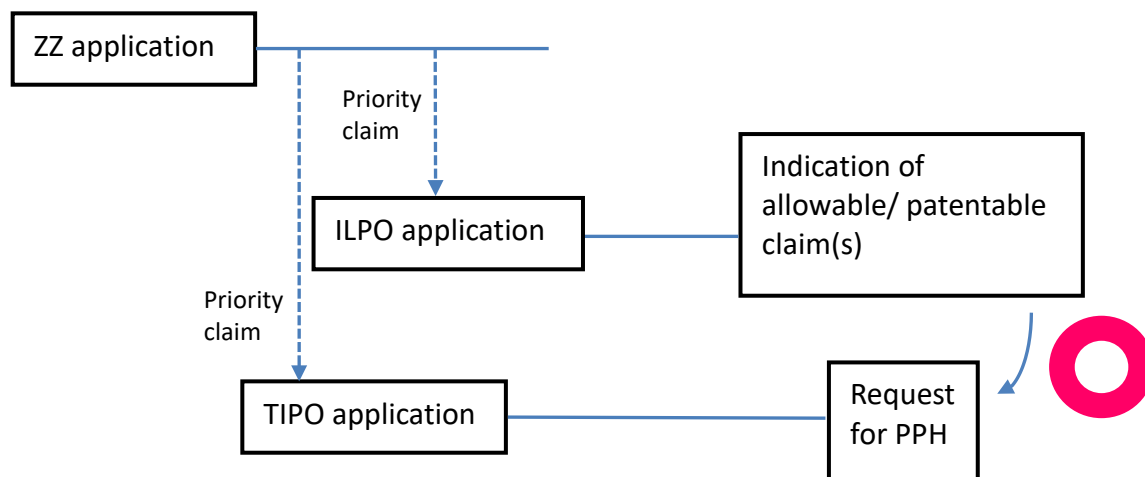 ZZ application
Priority
claim
Indication of
allowable/ patentable
claim(s)
ILPO application
Priority
claim
TIPO application
Request
for PPH